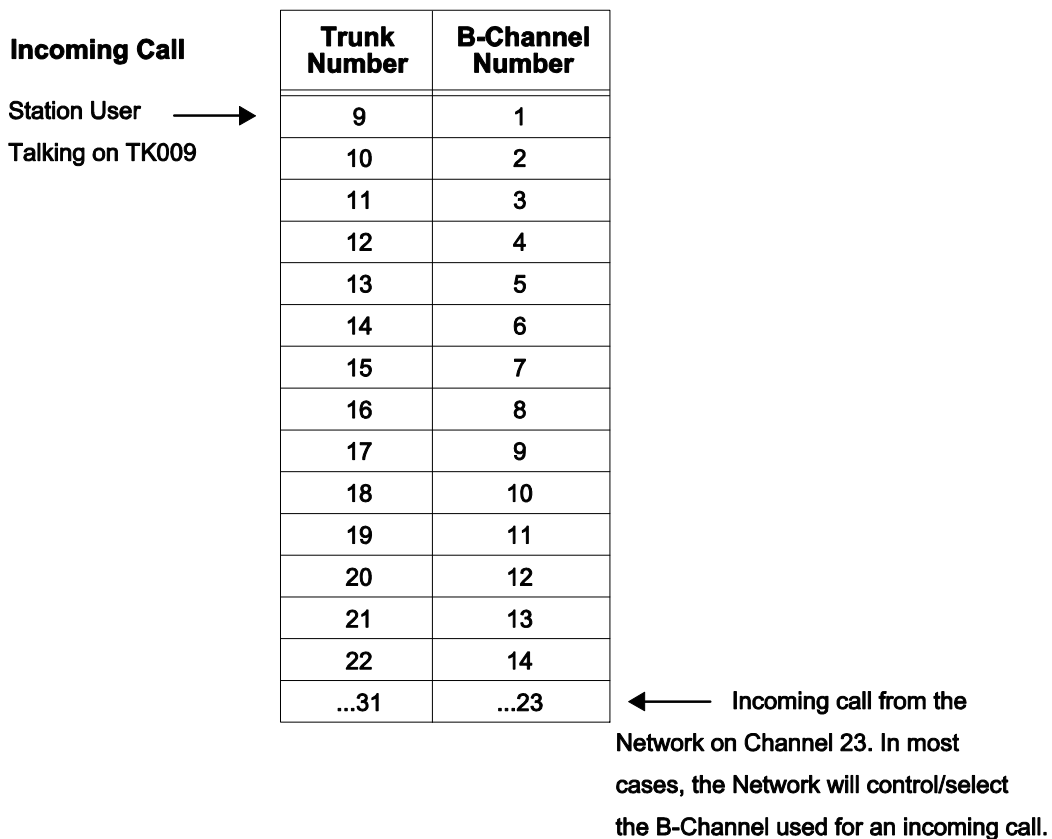 Incoming Call
Station User
Talking on TK009
Trunk Number B-Channel Number
9 1
10 2
11 3
12 4
13 5
14 6
15 7
16 8
17 9
18 10
19 11
20 12
21 13
22 14
...31 ...23
Incoming call from the
Network on Channel 23. In most
cases, the Network will control/select
the B-Channel used for an incoming call.